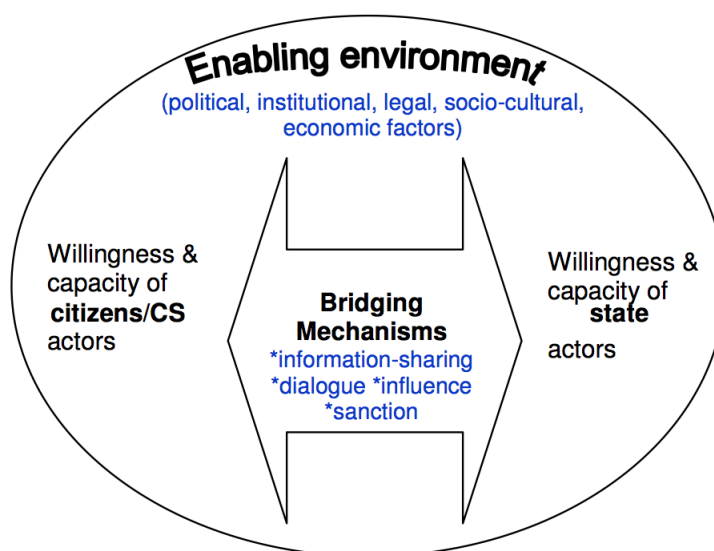 Enabling environment
(political, institutional, legal, socio-cultural,
economic factors)
Willingness &
capacity of
citizens/CS
actors
Bridging
Mechanisms
*information-sharing
*dialogue *influence
*sanction
Willingness &
capacity of
state
actors